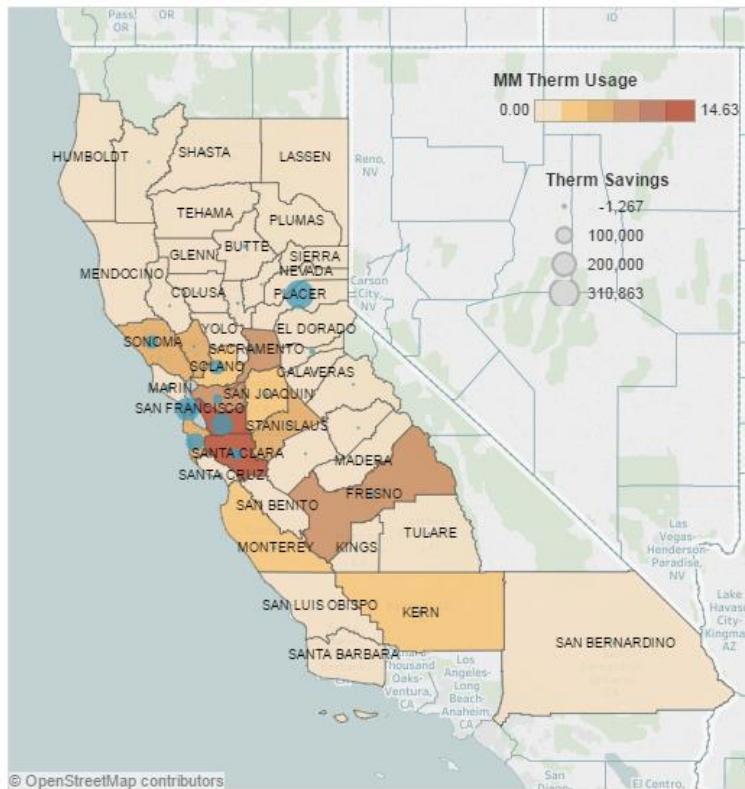 Pass,
OR
OR
ID
MM Therm Usage
0.00
14.63
Therm Savings
-1,267
100,000
200,000
310,863
HUMBOLDT
SHASTA
LASSEN
Reno,
NV
TEHAMA
PLUMAS
GLENN
BUTTE
SIERRA
NEVADA
MENDOCINO
COLUSA
PLACER
Carson
City,
NV
YOLO
EL DORADO
SONOMA
SACRAMENTO
SOLANO
CALAVERAS
MARIN
SAN JOAQUIN
SAN FRANCISCO
STANISLAUS
SANTA CLARA
MADERA
SANTA CRUZ
FRESNO
SAN BENITO
TULARE
MONTEREY
KINGS
Las
Vegas-
Henderson-
Paradise,
NV
SAN LUIS OBISPO
KERN
Lake
Havasu
City-
Kingman,
AZ
SAN BERNARDINO
SANTA BARBARA
Thousand
Oaks-
Ventura,
CA
Los
Angeles-
Long
Beach-
Anaheim,
CA
San
Diego-
El Centro,
© OpenStreetMap contributors